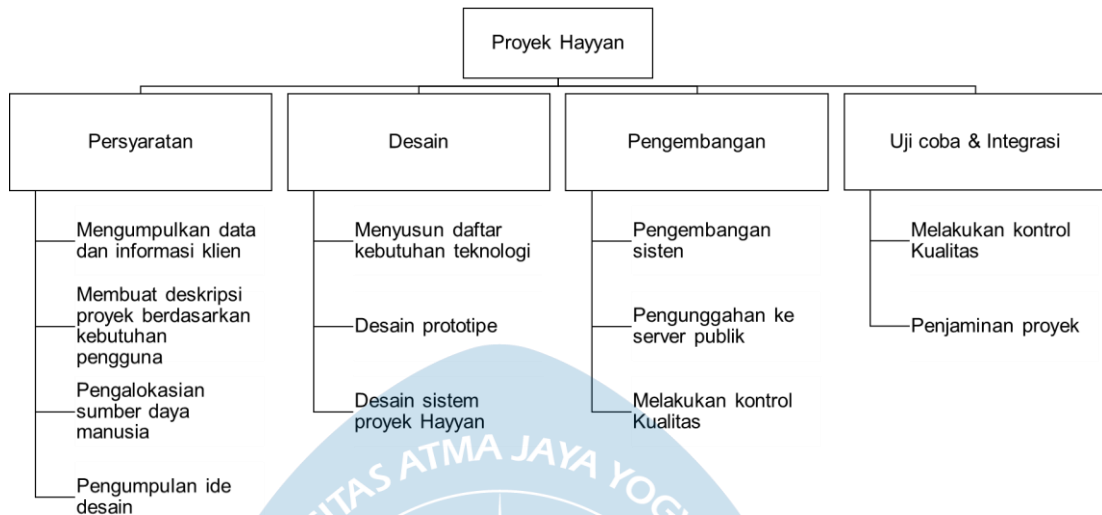 Proyek Hayyan
Persyaratan
Desain
Pengembangan
Uji coba & Integrasi
Mengumpulkan data
dan informasi klien
Membuat deskripsi
proyek berdasarkan
kebutuhan
pengguna
Pengalokasian
sumber daya
manusia
Pengumpulan ide
desain
Menyusun daftar
kebutuhan teknologi
Desain prototipe
Desain sistem
proyek Hayyan
Pengembangan
sisten
Pengunggahan ke
server publik
Melakukan kontrol
Kualitas
Melakukan kontrol
Kualitas
Penjaminan proyek
ATMA JAYA